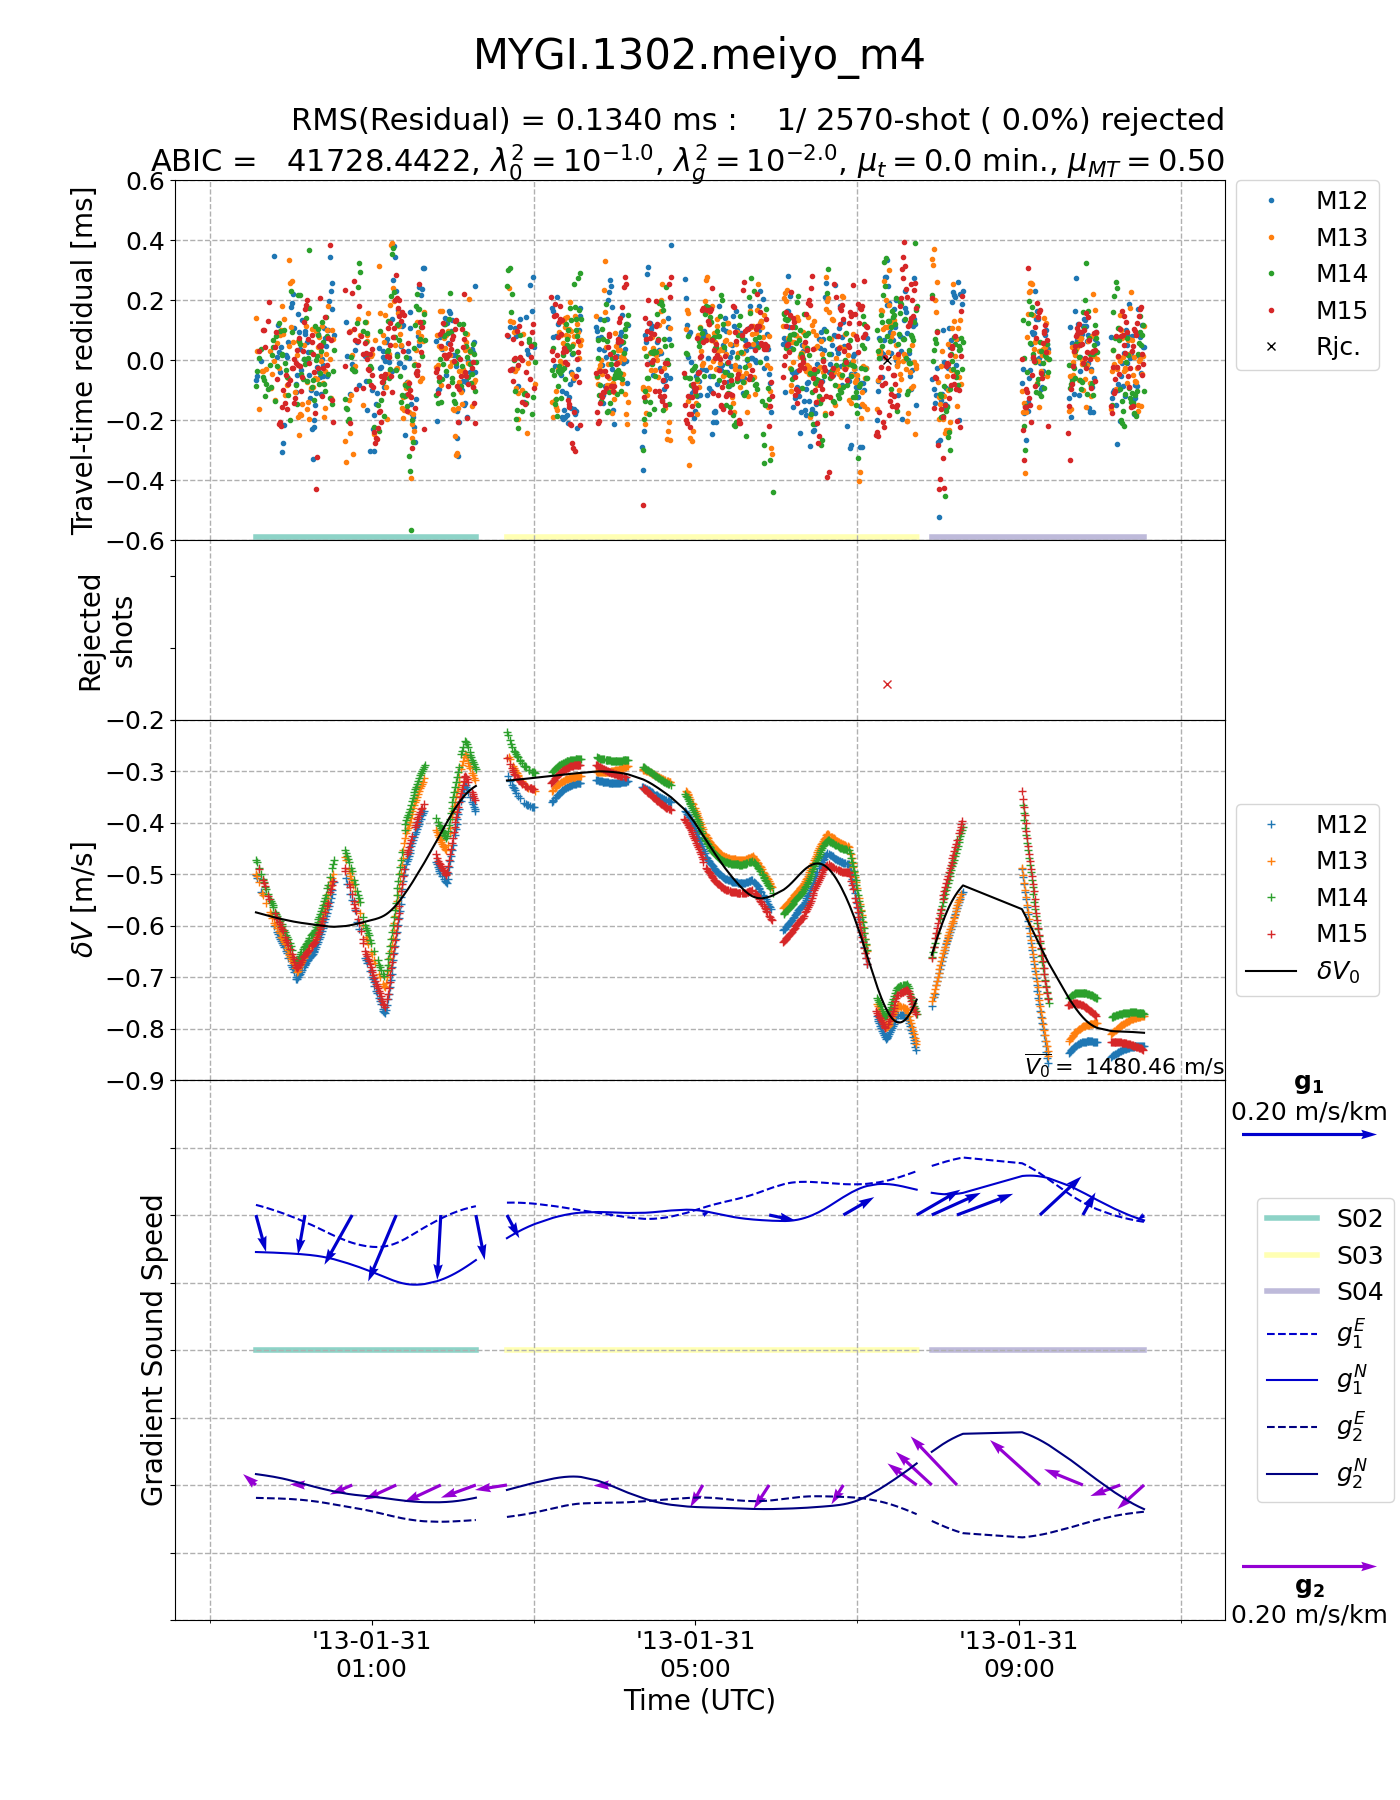 MYGI.1302.meiyo_m4
RMS(Residual) = 0.1340 ms :    1/ 2570-shot ( 0.0%) rejected
ABIC =   41728.4422, λ₀² = 10⁻¹·⁰, λg² = 10⁻²·⁰, μt = 0.0 min., μMT = 0.50
Travel-time redidual [ms]
0.6
0.4
0.2
0.0
−0.2
−0.4
−0.6
M12
M13
M14
M15
Rjc.
Rejected
shots
δV [m/s]
−0.2
−0.3
−0.4
−0.5
−0.6
−0.7
−0.8
−0.9
M12
M13
M14
M15
δV₀
V̅₀ = 1480.46 m/s
Gradient Sound Speed
g₁
0.20 m/s/km
S02
S03
S04
g₁ᴱ
g₁ᴺ
g₂ᴱ
g₂ᴺ
g₂
0.20 m/s/km
'13-01-31
01:00
'13-01-31
05:00
'13-01-31
09:00
Time (UTC)